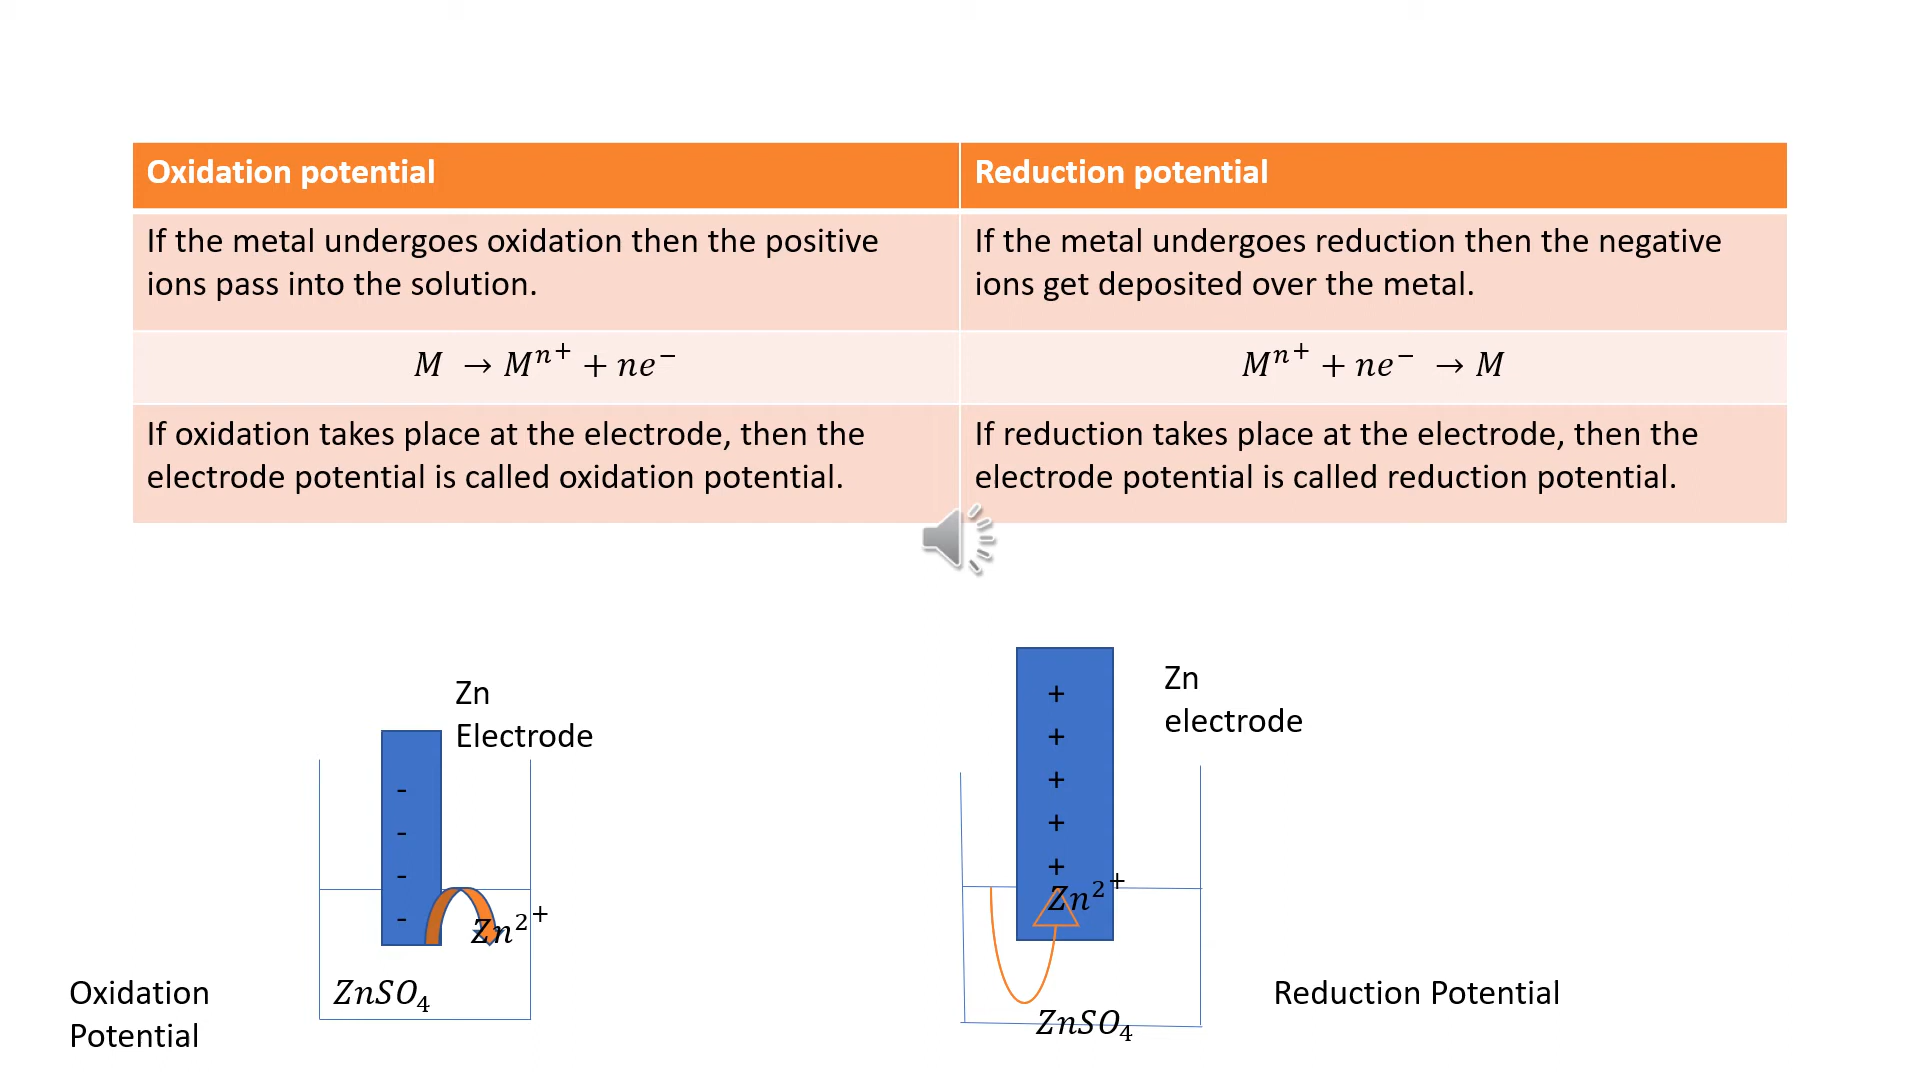 Oxidation potential
Reduction potential
If the metal undergoes oxidation then the positive
ions pass into the solution.
If the metal undergoes reduction then the negative
ions get deposited over the metal.
M → Mⁿ⁺ + ne⁻
Mⁿ⁺ + ne⁻ → M
If oxidation takes place at the electrode, then the
electrode potential is called oxidation potential.
If reduction takes place at the electrode, then the
electrode potential is called reduction potential.
Zn
Electrode
-
-
-
-
Zn²⁺
ZnSO₄
Oxidation
Potential
Zn
electrode
+
+
+
+
+
Zn²⁺
ZnSO₄
Reduction Potential